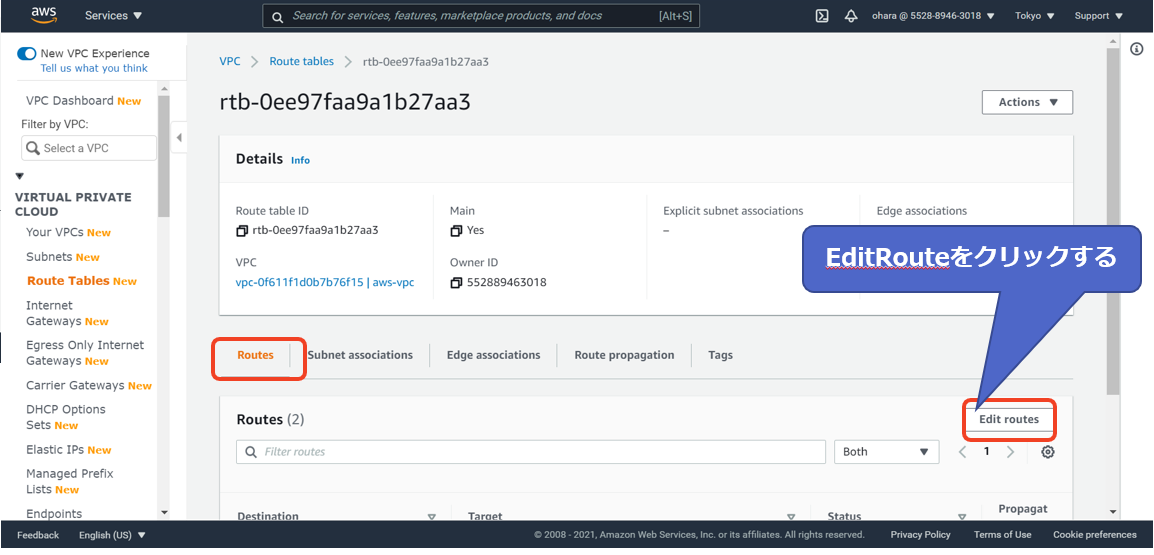 aws
Services
Search for services, features, marketplace products, and docs
[Alt+S]
ohara @ 5528-8946-3018
Tokyo
Support
New VPC Experience
Tell us what you think
VPC Dashboard New
Filter by VPC:
Select a VPC
VIRTUAL PRIVATE
CLOUD
Your VPCs New
Subnets New
Route Tables New
Internet
Gateways New
Egress Only Internet
Gateways New
Carrier Gateways New
DHCP Options
Sets New
Elastic IPs New
Managed Prefix
Lists New
Endpoints
VPC > Route tables > rtb-0ee97faa9a1b27aa3
rtb-0ee97faa9a1b27aa3
Actions
Details Info
Route table ID
rtb-0ee97faa9a1b27aa3
Main
Yes
Explicit subnet associations
–
Edge associations
VPC
vpc-0f611f1d0b7b76f15 | aws-vpc
Owner ID
552889463018
EditRouteをクリックする
Routes
Subnet associations
Edge associations
Route propagation
Tags
Routes (2)
Edit routes
Filter routes
Both
1
Destination
Target
Status
Propagat
Feedback
English (US)
© 2008 - 2021, Amazon Web Services, Inc. or its affiliates. All rights reserved.
Privacy Policy
Terms of Use
Cookie preferences